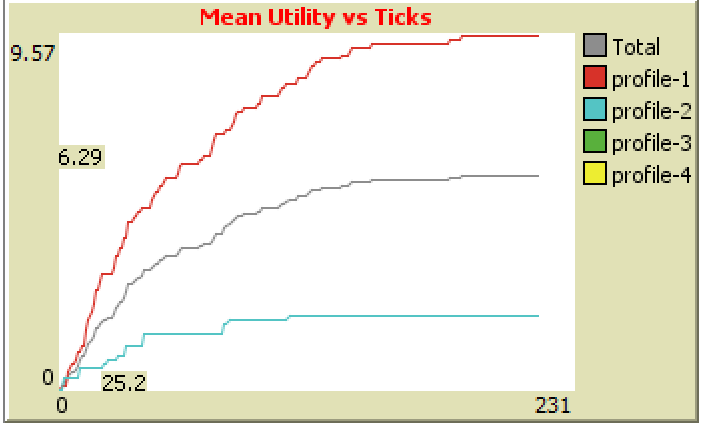 Mean Utility vs Ticks
9.57
6.29
0
25.2
0
231
Total
profile-1
profile-2
profile-3
profile-4